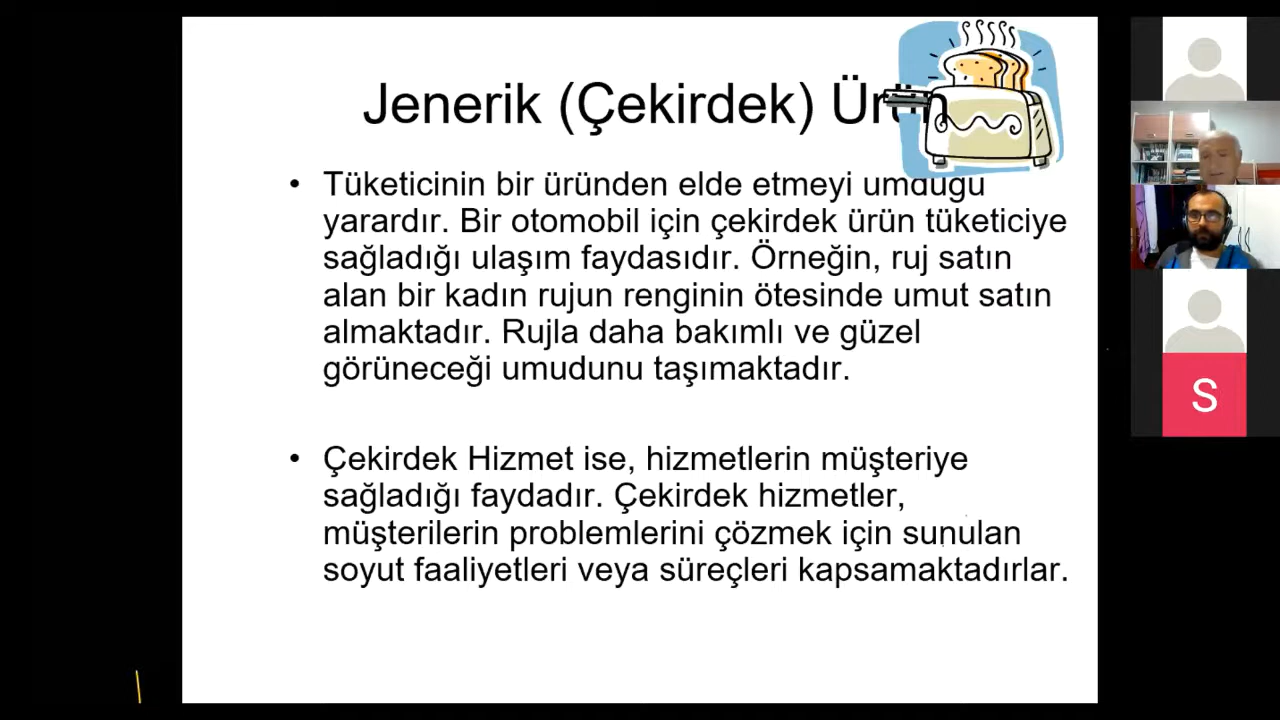 Jenerik (Çekirdek) Ürün
• Tüketicinin bir üründen elde etmeyi umduğu
yarardır. Bir otomobil için çekirdek ürün tüketiciye
sağladığı ulaşım faydasıdır. Örneğin, ruj satın
alan bir kadın rujun renginin ötesinde umut satın
almaktadır. Rujla daha bakımlı ve güzel
görüneceği umudunu taşımaktadır.
• Çekirdek Hizmet ise, hizmetlerin müşteriye
sağladığı faydadır. Çekirdek hizmetler,
müşterilerin problemlerini çözmek için sunulan
soyut faaliyetleri veya süreçleri kapsamaktadırlar.
S